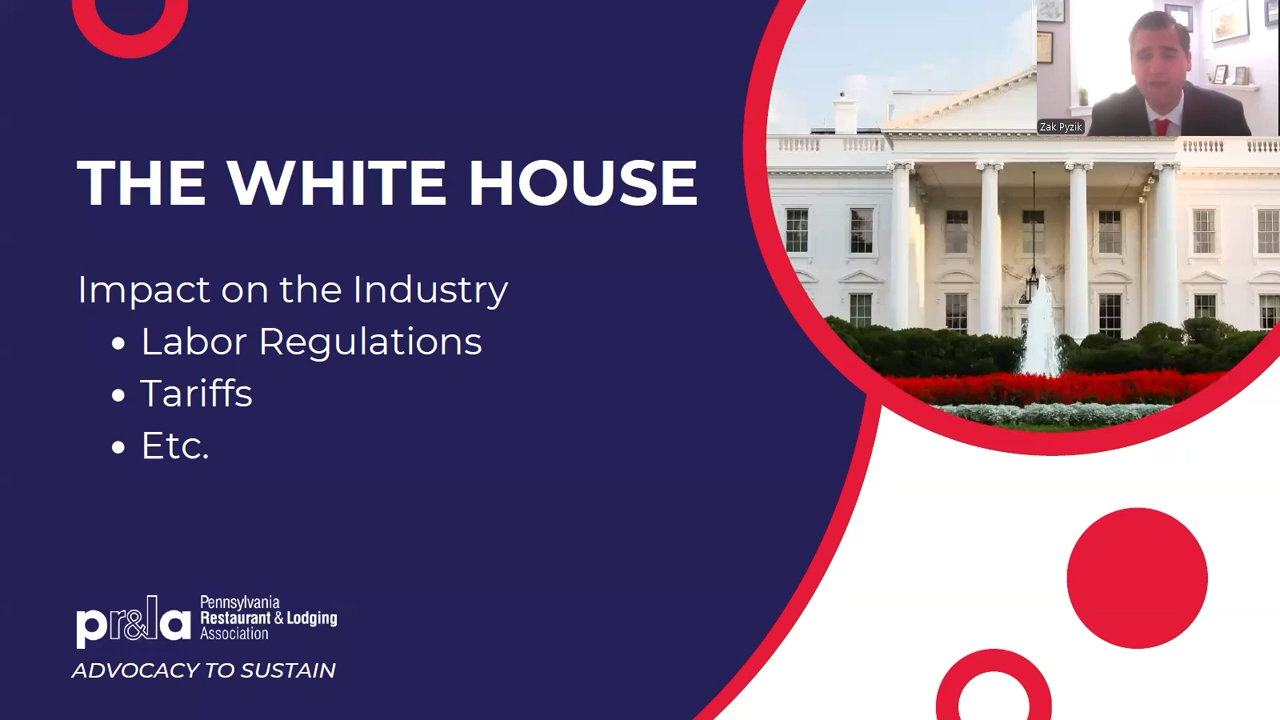 Zak Pyzik
THE WHITE HOUSE
Impact on the Industry
• Labor Regulations
• Tariffs
• Etc.
pr&la
Pennsylvania
Restaurant & Lodging
Association
ADVOCACY TO SUSTAIN